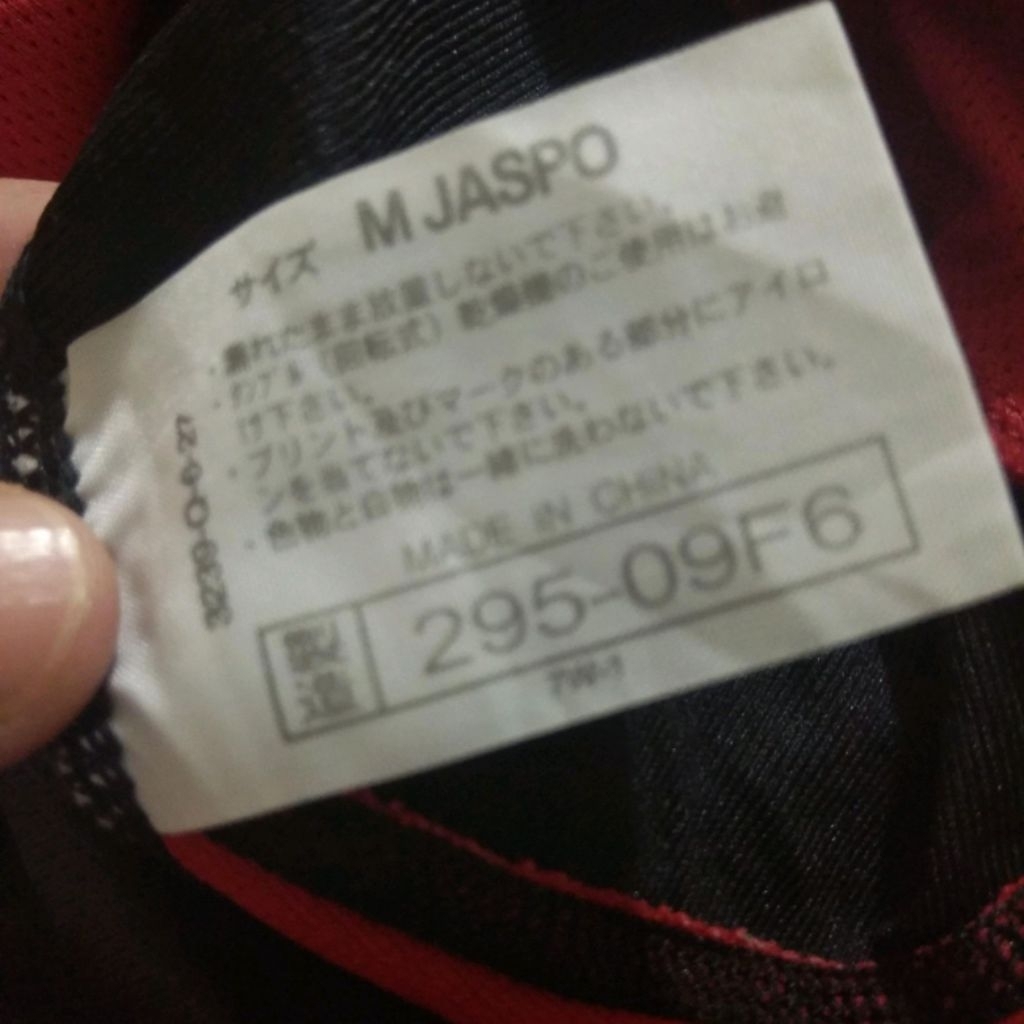 サイズ M JASPO
・濡れたまま放置しないで下さい。
・タンブル(回転式)乾燥機のご使用はお避
け下さい。
・プリント及びマークのある部分にアイロ
ンを当てないで下さい。
・色物と白物は一緒に洗わないで下さい。
MADE IN CHINA
製造 295-09F6